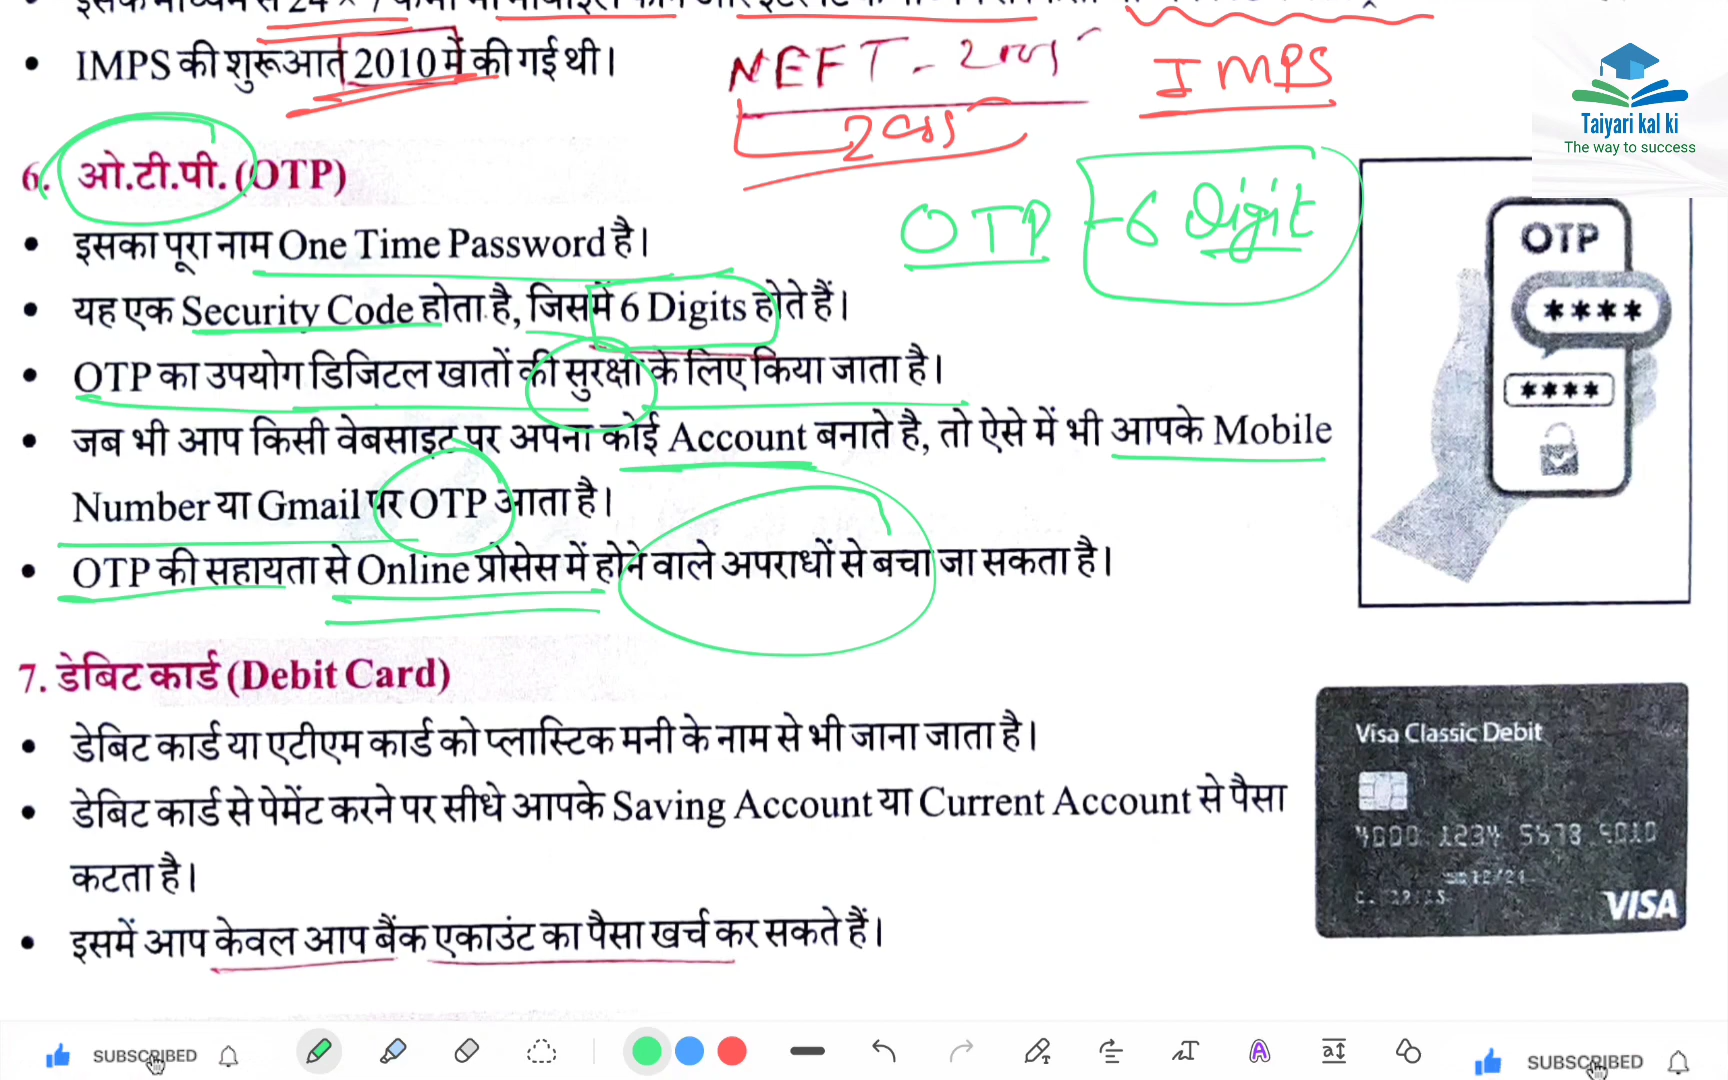 IMPS की शुरूआत 2010 में की गई थी।
NEFT - 2005
IMPS
Taiyari kal ki
The way to success
6. ओ.टी.पी. (OTP)
OTP - 6 Digit
OTP
****
****
• इसका पूरा नाम One Time Password है।
• यह एक Security Code होता है, जिसमें 6 Digits होते हैं।
• OTP का उपयोग डिजिटल खातों की सुरक्षा के लिए किया जाता है।
• जब भी आप किसी वेबसाइट पर अपना कोई Account बनाते है, तो ऐसे में भी आपके Mobile
Number या Gmail पर OTP आता है।
• OTP की सहायता से Online प्रोसेस में होने वाले अपराधों से बचा जा सकता है।
7. डेबिट कार्ड (Debit Card)
• डेबिट कार्ड या एटीएम कार्ड को प्लास्टिक मनी के नाम से भी जाना जाता है।
• डेबिट कार्ड से पेमेंट करने पर सीधे आपके Saving Account या Current Account से पैसा
कटता है।
• इसमें आप केवल आप बैंक एकाउंट का पैसा खर्च कर सकते हैं।
Visa Classic Debit
4000 1234 5678 9010
VISA
SUBSCRIBED
SUBSCRIBED